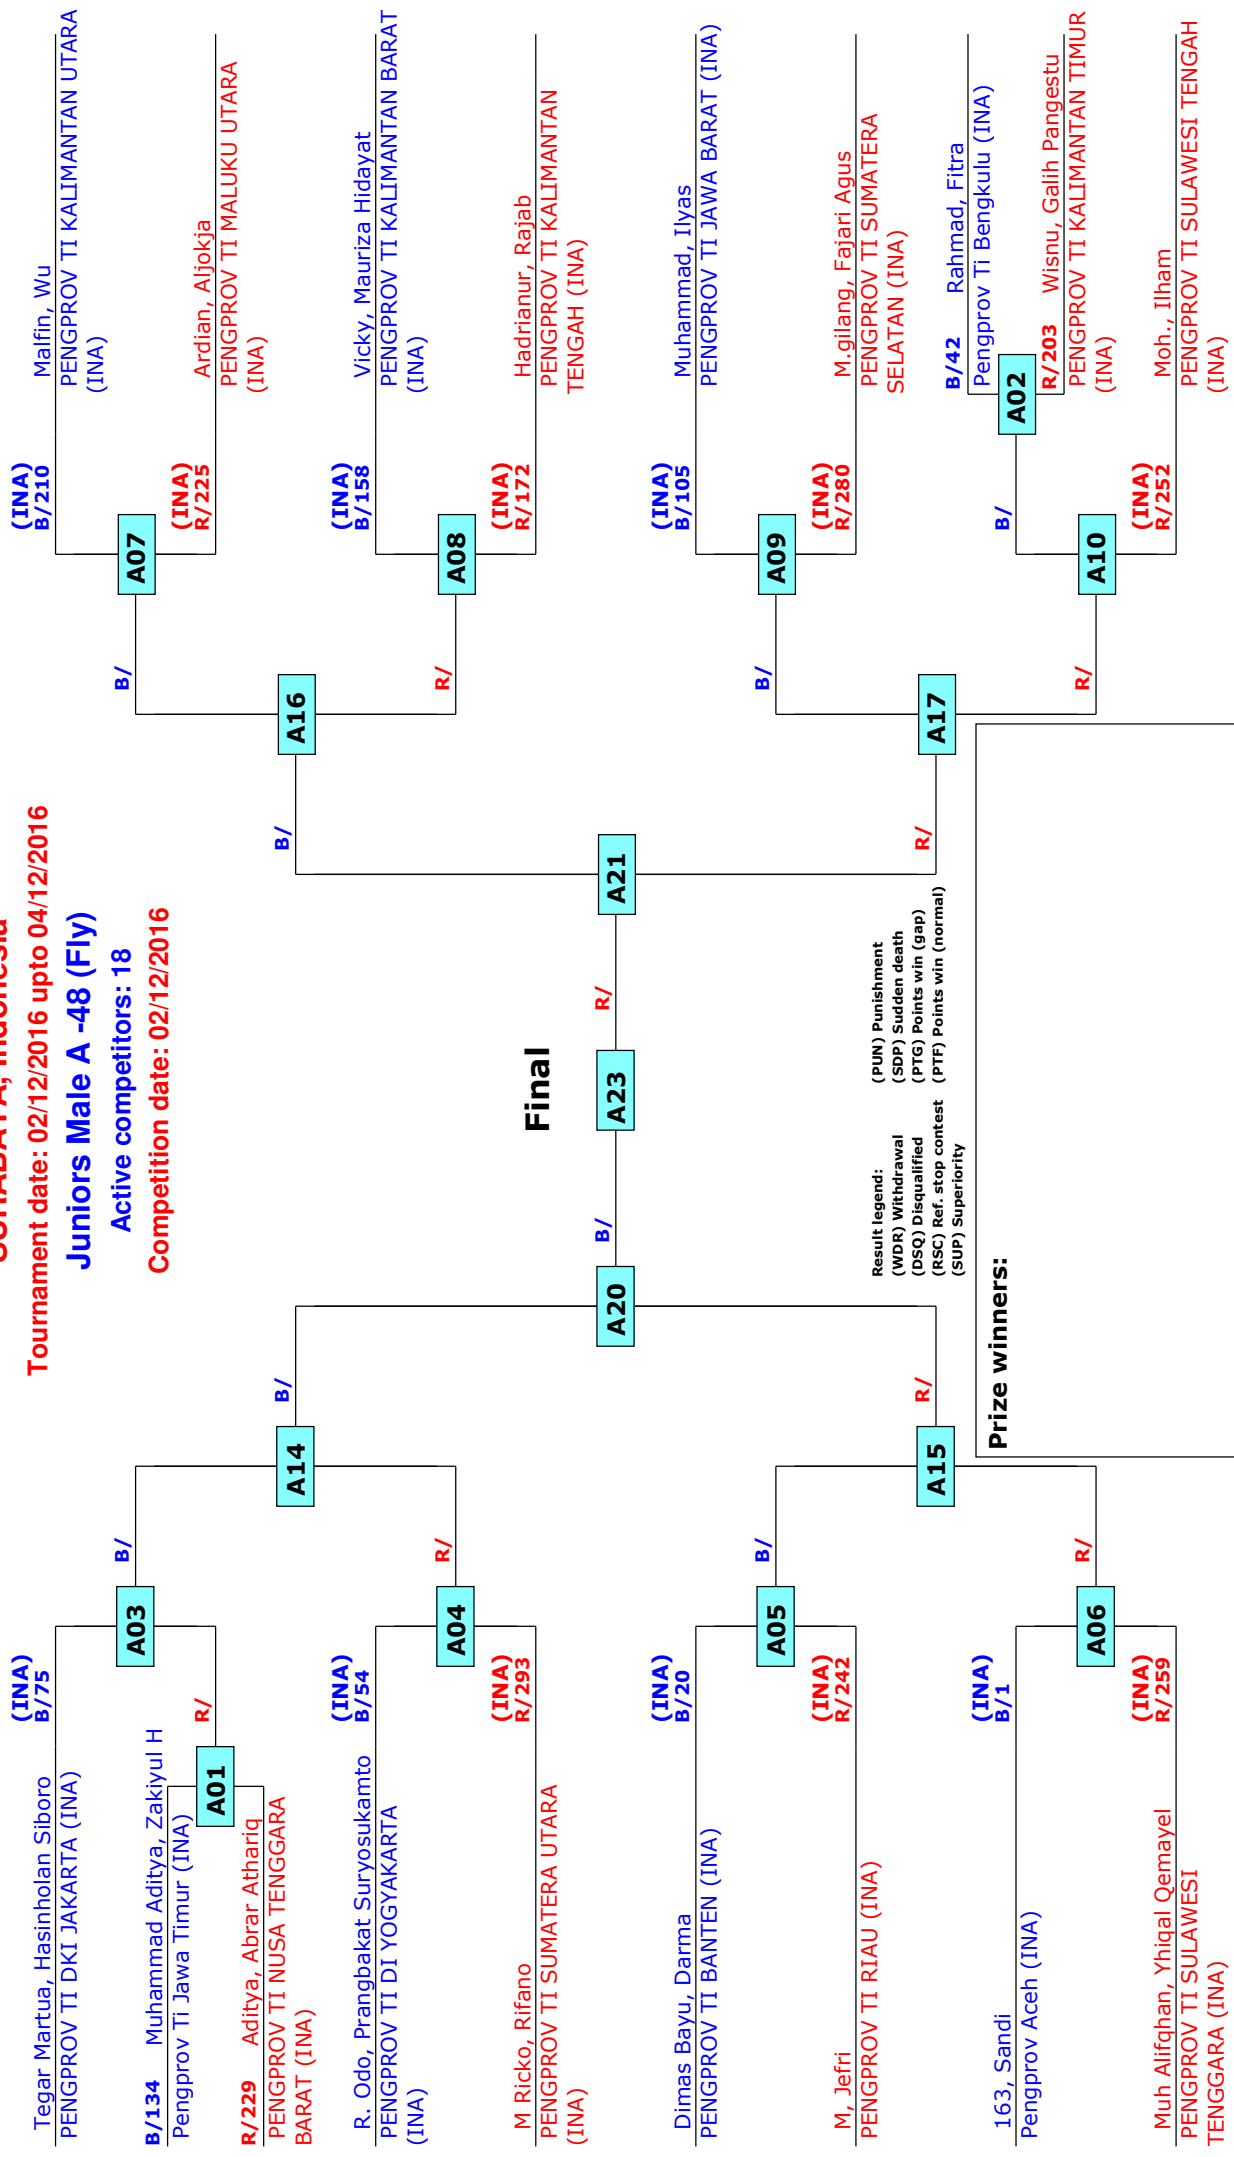 SURABAYA, Indonesia
Tournament date: 02/12/2016 upto 04/12/2016
Juniors Male A -48 (Fly)
Active competitors: 18
Competition date: 02/12/2016
Tegar Martua, Hasinholan Siboro
(INA)
B/75
PENGPROV TI DKI JAKARTA (INA)
A03
B/
B/134 Muhammad Aditya, Zakiyul H
Pengprov Ti Jawa Timur (INA)
A01
R/
R/229 Aditya, Abrar Athariq
PENGPROV TI NUSA TENGGARA
BARAT (INA)
A14
B/
R. Odo, Prangbakat Suryosukamto
(INA)
B/54
PENGPROV TI DI YOGYAKARTA
(INA)
A04
R/
M Ricko, Rifano
(INA)
R/293
PENGPROV TI SUMATERA UTARA
(INA)
Dimas Bayu, Darma
(INA)
B/20
PENGPROV TI BANTEN (INA)
A05
B/
M, Jefri
(INA)
R/242
PENGPROV TI RIAU (INA)
A15
R/
163, Sandi
(INA)
B/1
Pengprov Aceh (INA)
A06
R/
Muh Alifqhan, Yhiqal Qemayel
(INA)
R/259
PENGPROV TI SULAWESI
TENGGARA (INA)
A20
B/
Final
A23
R/
A21
B/
A16
B/
A07
(INA)
B/210
Malfin, Wu
PENGPROV TI KALIMANTAN UTARA
(INA)
(INA)
R/225
Ardian, Aljokja
PENGPROV TI MALUKU UTARA
(INA)
R/
A08
(INA)
B/158
Vicky, Mauriza Hidayat
PENGPROV TI KALIMANTAN BARAT
(INA)
(INA)
R/172
Hadrianur, Rajab
PENGPROV TI KALIMANTAN
TENGAH (INA)
R/
A17
B/
A09
(INA)
B/105
Muhammad, Ilyas
PENGPROV TI JAWA BARAT (INA)
(INA)
R/280
M.gilang, Fajari Agus
PENGPROV TI SUMATERA
SELATAN (INA)
R/
A10
B/
A02
B/42 Rahmad, Fitra
Pengprov Ti Bengkulu (INA)
R/203 Wisnu, Galih Pangestu
PENGPROV TI KALIMANTAN TIMUR
(INA)
(INA)
R/252
Moh., Ilham
PENGPROV TI SULAWESI TENGAH
(INA)
Result legend:
(WDR) Withdrawal (PUN) Punishment
(DSQ) Disqualified (SDP) Sudden death
(RSC) Ref. stop contest (PTG) Points win (gap)
(SUP) Superiority (PTF) Points win (normal)
Prize winners: